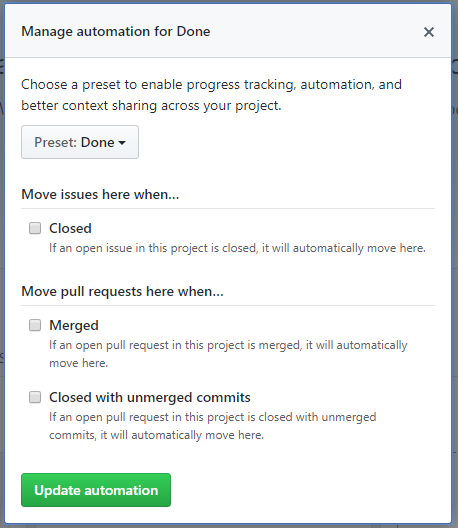 Manage automation for Done
Choose a preset to enable progress tracking, automation, and
better context sharing across your project.
Preset: Done
Move issues here when...
Closed
If an open issue in this project is closed, it will automatically move here.
Move pull requests here when...
Merged
If an open pull request in this project is merged, it will automatically
move here.
Closed with unmerged commits
If an open pull request in this project is closed with unmerged
commits, it will automatically move here.
Update automation